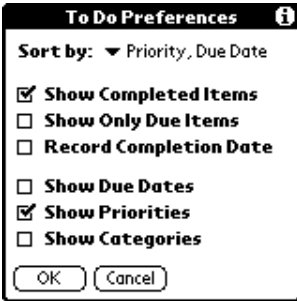 To Do Preferences i
Sort by: Priority, Due Date
Show Completed Items
Show Only Due Items
Record Completion Date
Show Due Dates
Show Priorities
Show Categories
OK Cancel